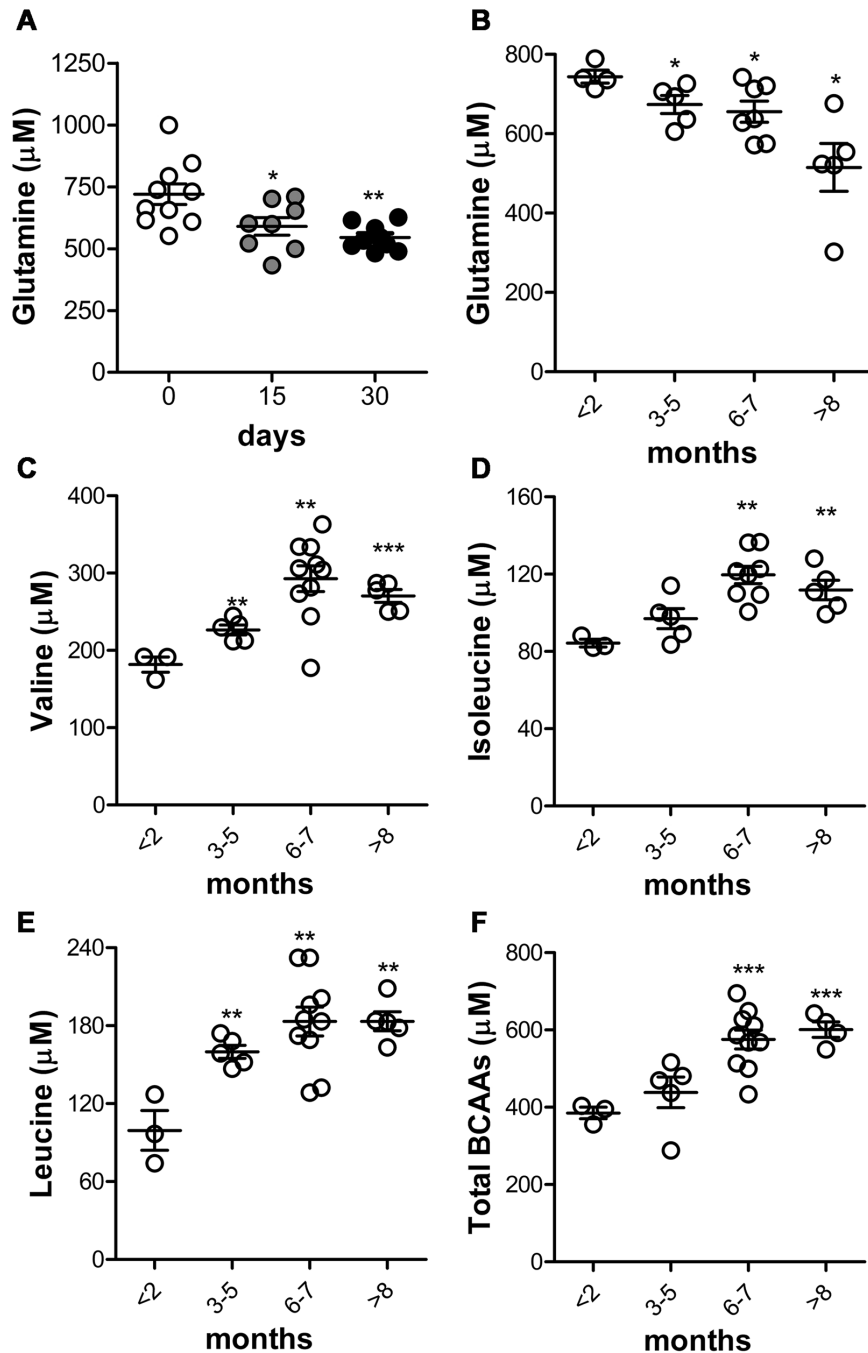 A
Glutamine (μM)
1250
1000
750
500
250
0
*
**
0 15 30
days
B
Glutamine (μM)
800
600
400
200
0
*
*
*
<2 3-5 6-7 >8
months
C
Valine (μM)
400
300
200
100
0
**
**
***
<2 3-5 6-7 >8
months
D
Isoleucine (μM)
160
120
80
40
0
**
**
<2 3-5 6-7 >8
months
E
Leucine (μM)
240
180
120
60
0
**
**
**
<2 3-5 6-7 >8
months
F
Total BCAAs (μM)
800
600
400
200
0
***
***
<2 3-5 6-7 >8
months